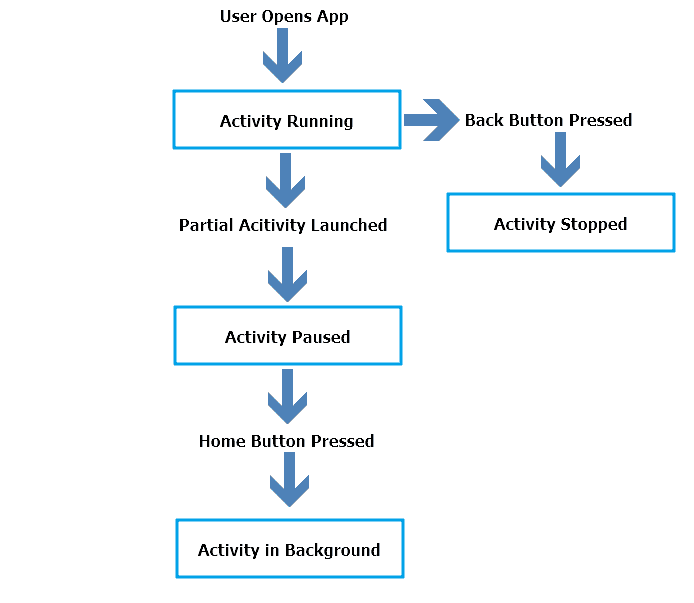 User Opens App
Activity Running
Back Button Pressed
Partial Acitivity Launched
Activity Stopped
Activity Paused
Home Button Pressed
Activity in Background